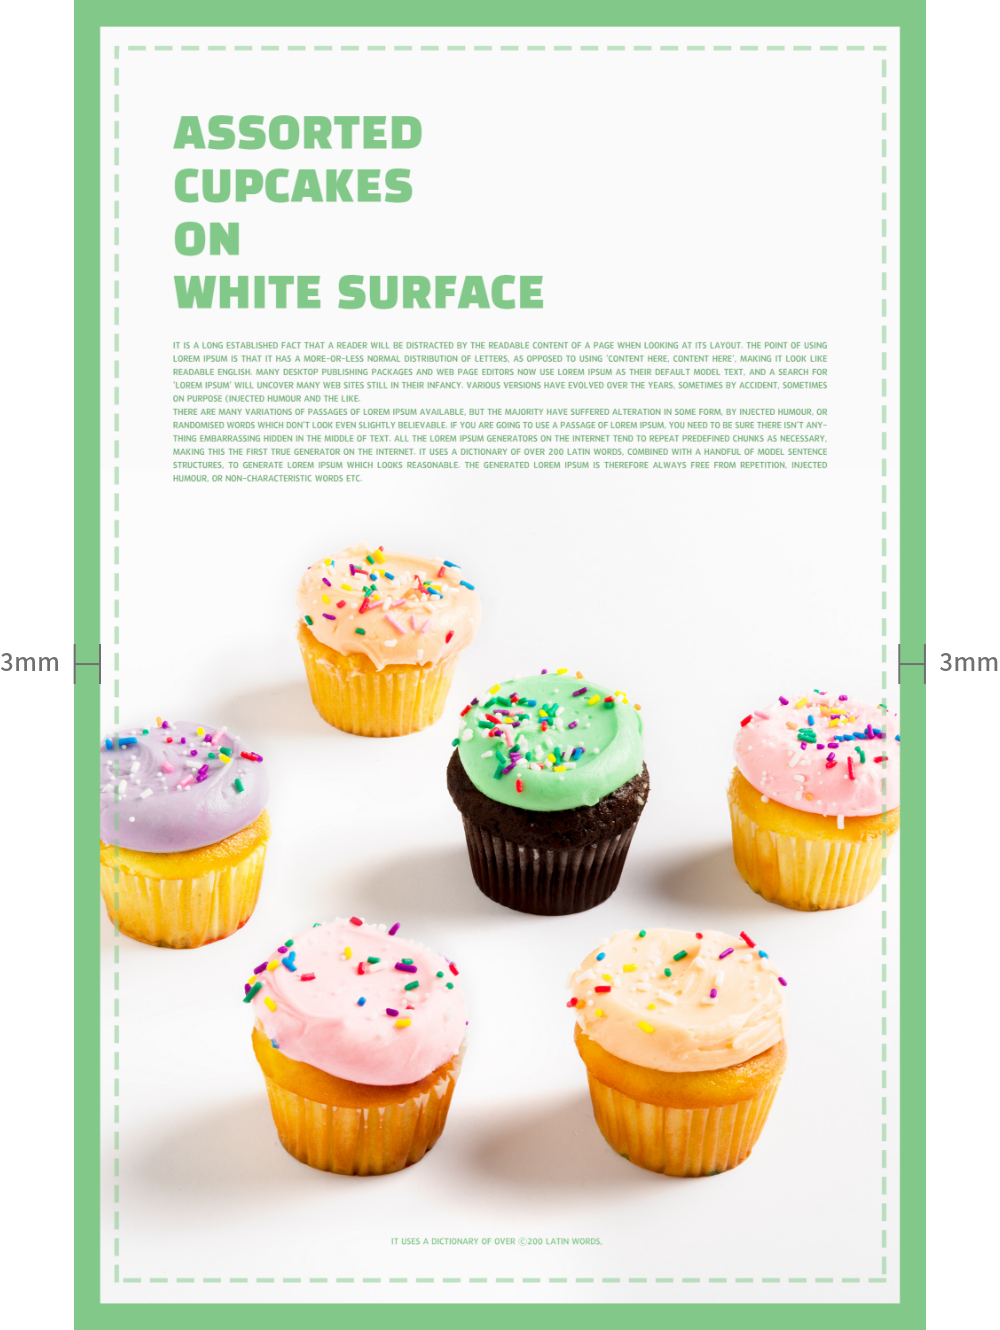 ASSORTED
CUPCAKES
ON
WHITE SURFACE
IT IS A LONG ESTABLISHED FACT THAT A READER WILL BE DISTRACTED BY THE READABLE CONTENT OF A PAGE WHEN LOOKING AT ITS LAYOUT. THE POINT OF USING
LOREM IPSUM IS THAT IT HAS A MORE-OR-LESS NORMAL DISTRIBUTION OF LETTERS, AS OPPOSED TO USING 'CONTENT HERE, CONTENT HERE', MAKING IT LOOK LIKE
READABLE ENGLISH. MANY DESKTOP PUBLISHING PACKAGES AND WEB PAGE EDITORS NOW USE LOREM IPSUM AS THEIR DEFAULT MODEL TEXT, AND A SEARCH FOR
'LOREM IPSUM' WILL UNCOVER MANY WEB SITES STILL IN THEIR INFANCY. VARIOUS VERSIONS HAVE EVOLVED OVER THE YEARS, SOMETIMES BY ACCIDENT, SOMETIMES
ON PURPOSE (INJECTED HUMOUR AND THE LIKE.
THERE ARE MANY VARIATIONS OF PASSAGES OF LOREM IPSUM AVAILABLE, BUT THE MAJORITY HAVE SUFFERED ALTERATION IN SOME FORM, BY INJECTED HUMOUR, OR
RANDOMISED WORDS WHICH DON'T LOOK EVEN SLIGHTLY BELIEVABLE. IF YOU ARE GOING TO USE A PASSAGE OF LOREM IPSUM, YOU NEED TO BE SURE THERE ISN'T ANY-
THING EMBARRASSING HIDDEN IN THE MIDDLE OF TEXT. ALL THE LOREM IPSUM GENERATORS ON THE INTERNET TEND TO REPEAT PREDEFINED CHUNKS AS NECESSARY,
MAKING THIS THE FIRST TRUE GENERATOR ON THE INTERNET. IT USES A DICTIONARY OF OVER 200 LATIN WORDS, COMBINED WITH A HANDFUL OF MODEL SENTENCE
STRUCTURES, TO GENERATE LOREM IPSUM WHICH LOOKS REASONABLE. THE GENERATED LOREM IPSUM IS THEREFORE ALWAYS FREE FROM REPETITION, INJECTED
HUMOUR, OR NON-CHARACTERISTIC WORDS ETC.
3mm
3mm
IT USES A DICTIONARY OF OVER ©200 LATIN WORDS,